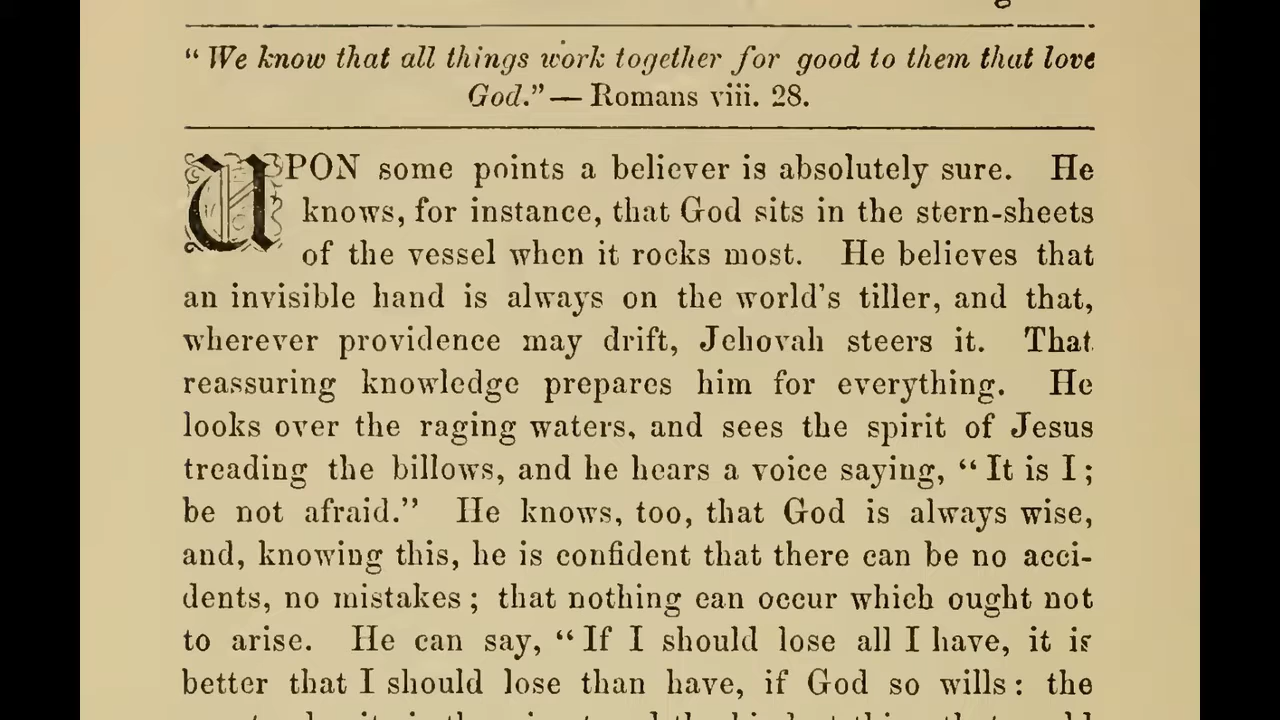 “ We know that all things work together for good to them that love
God.”— Romans viii. 28.
UPON some points a believer is absolutely sure. He
knows, for instance, that God sits in the stern-sheets
of the vessel when it rocks most. He believes that
an invisible hand is always on the world's tiller, and that,
wherever providence may drift, Jehovah steers it. That
reassuring knowledge prepares him for everything. He
looks over the raging waters, and sees the spirit of Jesus
treading the billows, and he hears a voice saying, “ It is I ;
be not afraid.” He knows, too, that God is always wise,
and, knowing this, he is confident that there can be no acci-
dents, no mistakes ; that nothing can occur which ought not
to arise. He can say, “ If I should lose all I have, it is
better that I should lose than have, if God so wills : the